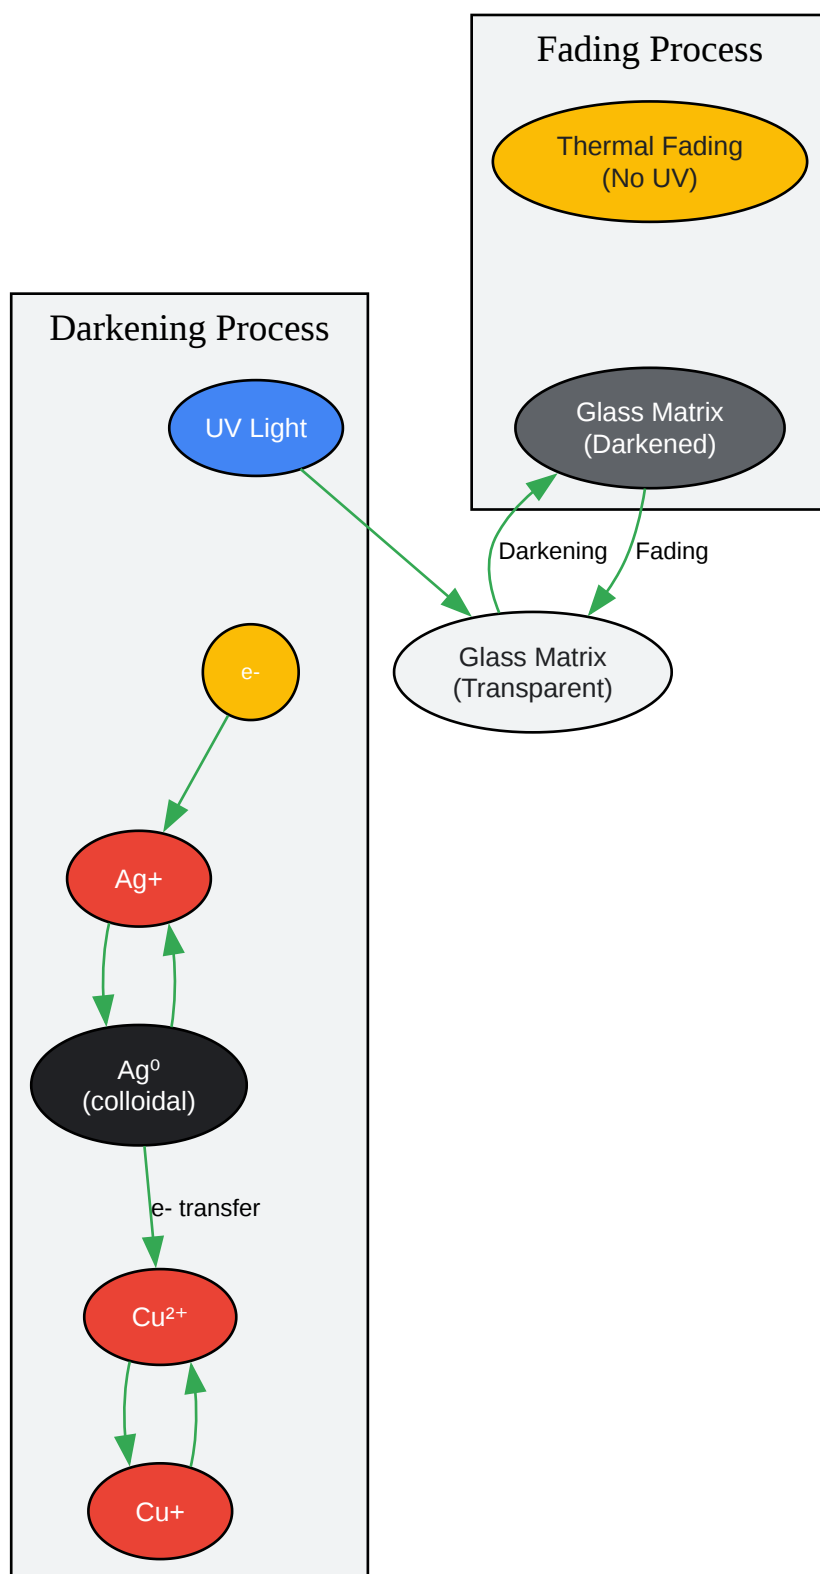 Fading Process
Thermal Fading
(No UV)
Darkening Process
UV Light
Glass Matrix
(Darkened)
Darkening
Fading
e-
Glass Matrix
(Transparent)
Ag+
Ag⁰
(colloidal)
e- transfer
Cu²⁺
Cu+